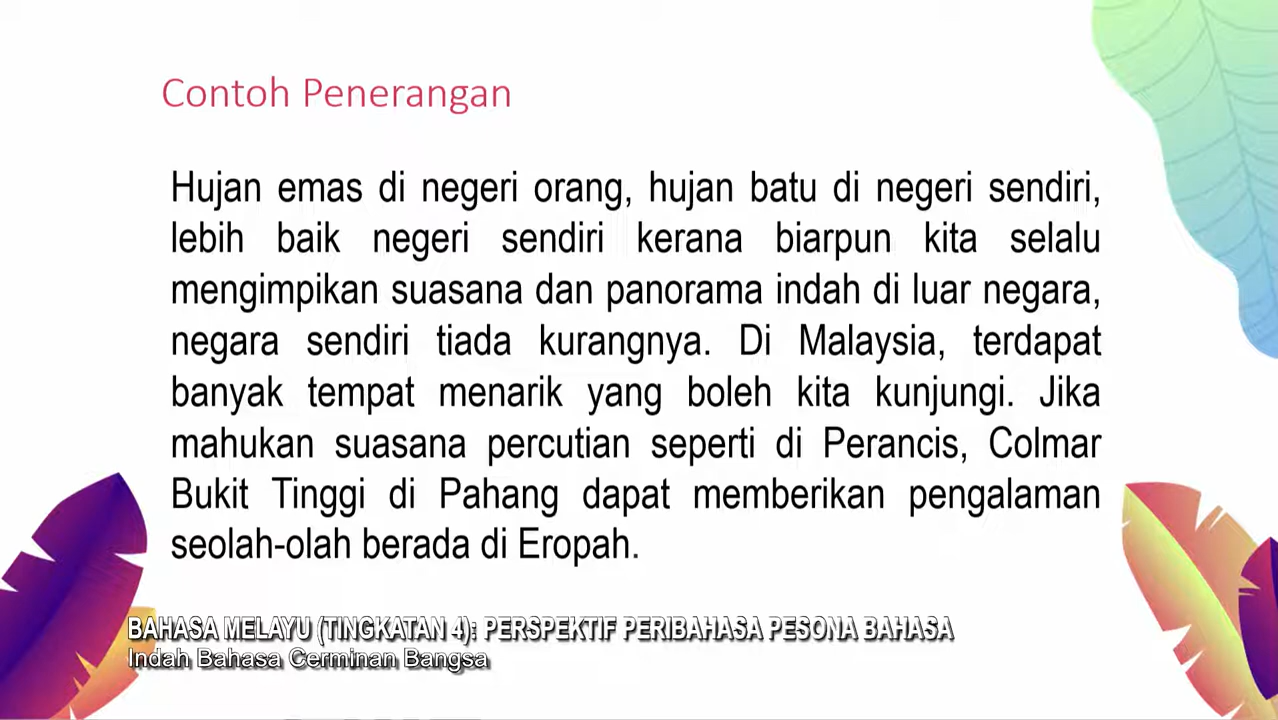 Contoh Penerangan
Hujan emas di negeri orang, hujan batu di negeri sendiri,
lebih baik negeri sendiri kerana biarpun kita selalu
mengimpikan suasana dan panorama indah di luar negara,
negara sendiri tiada kurangnya. Di Malaysia, terdapat
banyak tempat menarik yang boleh kita kunjungi. Jika
mahukan suasana percutian seperti di Perancis, Colmar
Bukit Tinggi di Pahang dapat memberikan pengalaman
seolah-olah berada di Eropah.
BAHASA MELAYU (TINGKATAN 4): PERSPEKTIF PERIBAHASA PESONA BAHASA
Indah Bahasa Cerminan Bangsa